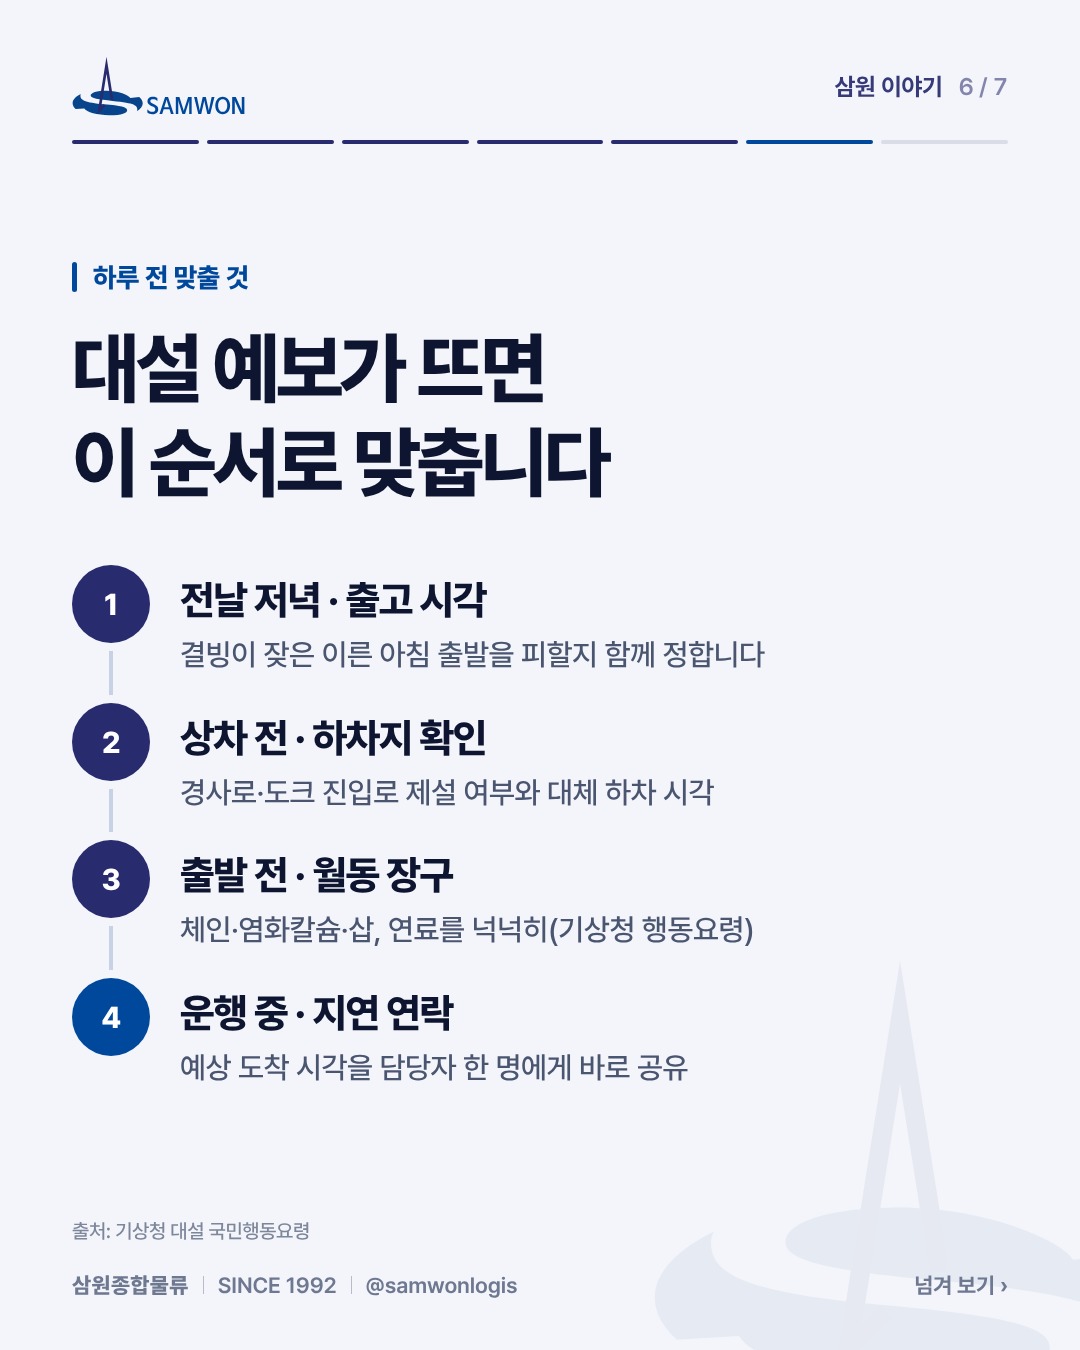 SAMWON
삼원 이야기 6 / 7
하루 전 맞출 것
대설 예보가 뜨면
이 순서로 맞춥니다
1
전날 저녁 · 출고 시각
결빙이 잦은 이른 아침 출발을 피할지 함께 정합니다
2
상차 전 · 하차지 확인
경사로·도크 진입로 제설 여부와 대체 하차 시각
3
출발 전 · 월동 장구
체인·염화칼슘·삽, 연료를 넉넉히(기상청 행동요령)
4
운행 중 · 지연 연락
예상 도착 시각을 담당자 한 명에게 바로 공유
출처: 기상청 대설 국민행동요령
삼원종합물류 | SINCE 1992 | @samwonlogis
넘겨 보기 ›